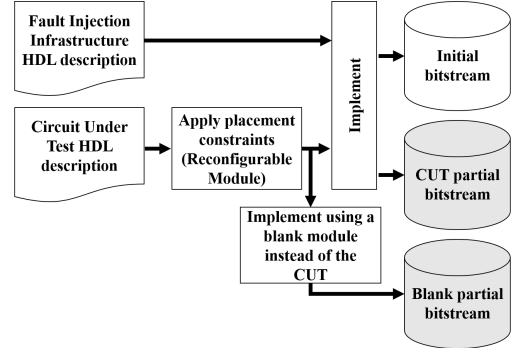 Fault Injection
Infrastructure
HDL description
Implement
Initial
bitstream
Circuit Under
Test HDL
description
Apply placement
constraints
(Reconfigurable
Module)
CUT partial
bitstream
Implement using a
blank module
instead of the
CUT
Blank partial
bitstream